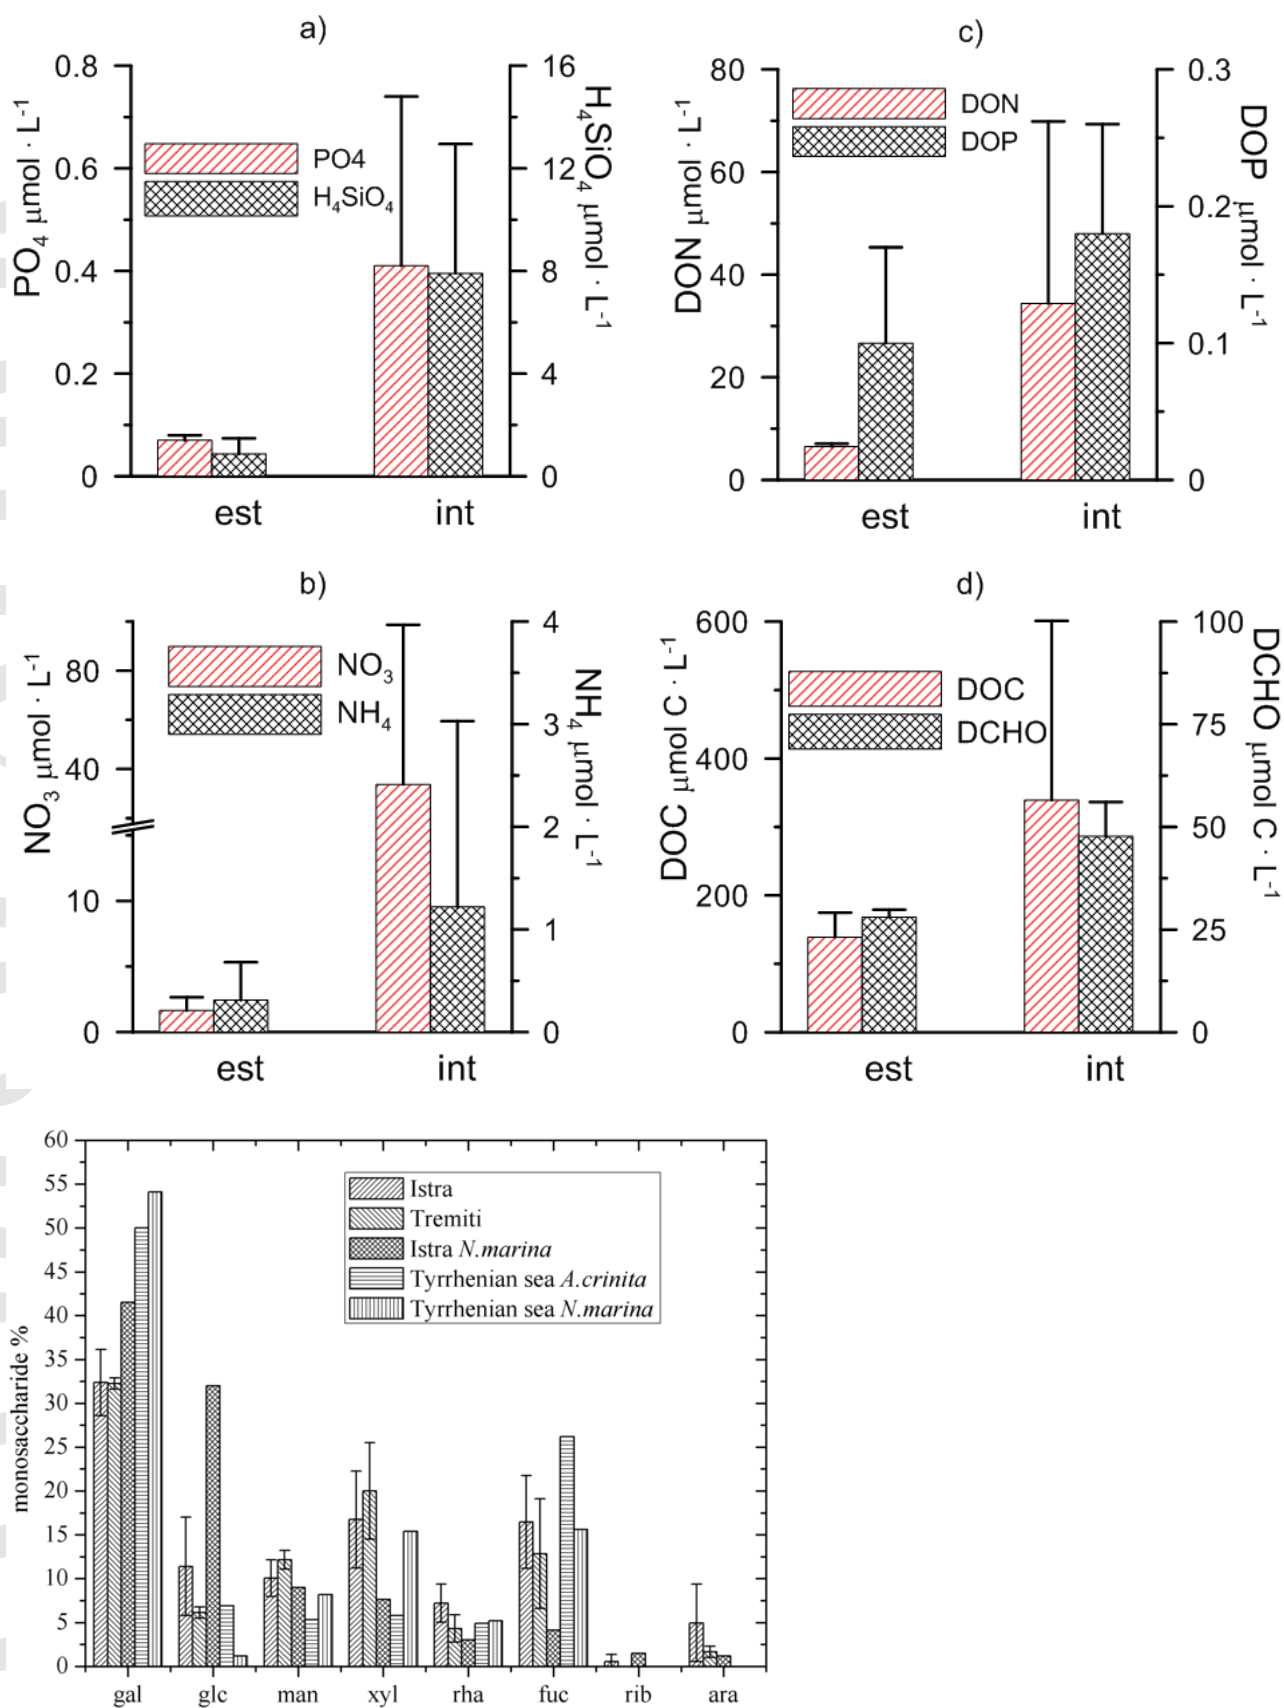 a)
0.8
0.6
0.4
0.2
0
PO₄ μmol · L⁻¹
PO4
H₄SiO₄
16
12
8
4
0
H₄SiO₄ μmol · L⁻¹
est
int
c)
80
60
40
20
0
DON μmol · L⁻¹
DON
DOP
0.3
0.2
0.1
0
DOP μmol · L⁻¹
est
int
b)
80
40
10
0
NO₃ μmol · L⁻¹
NO₃
NH₄
4
3
2
1
0
NH₄ μmol · L⁻¹
est
int
d)
600
400
200
0
DOC μmol C · L⁻¹
DOC
DCHO
100
75
50
25
0
DCHO μmol C · L⁻¹
est
int
60
55
50
45
40
35
30
25
20
15
10
5
0
monosaccharide %
Istra
Tremiti
Istra N.marina
Tyrrhenian sea A.crinita
Tyrrhenian sea N.marina
gal glc man xyl rha fuc rib ara